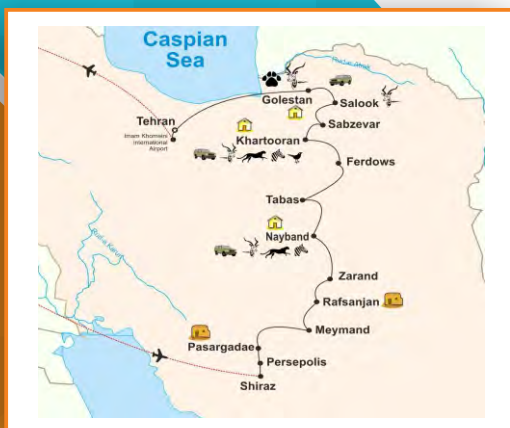 Caspian
Sea
Golestan
Salook
Tehran
Imam Khomeini
International
Airport
Sabzevar
Khartooran
Ferdows
Tabas
Nayband
Zarand
Rafsanjan
Meymand
Pasargadae
Persepolis
Shiraz